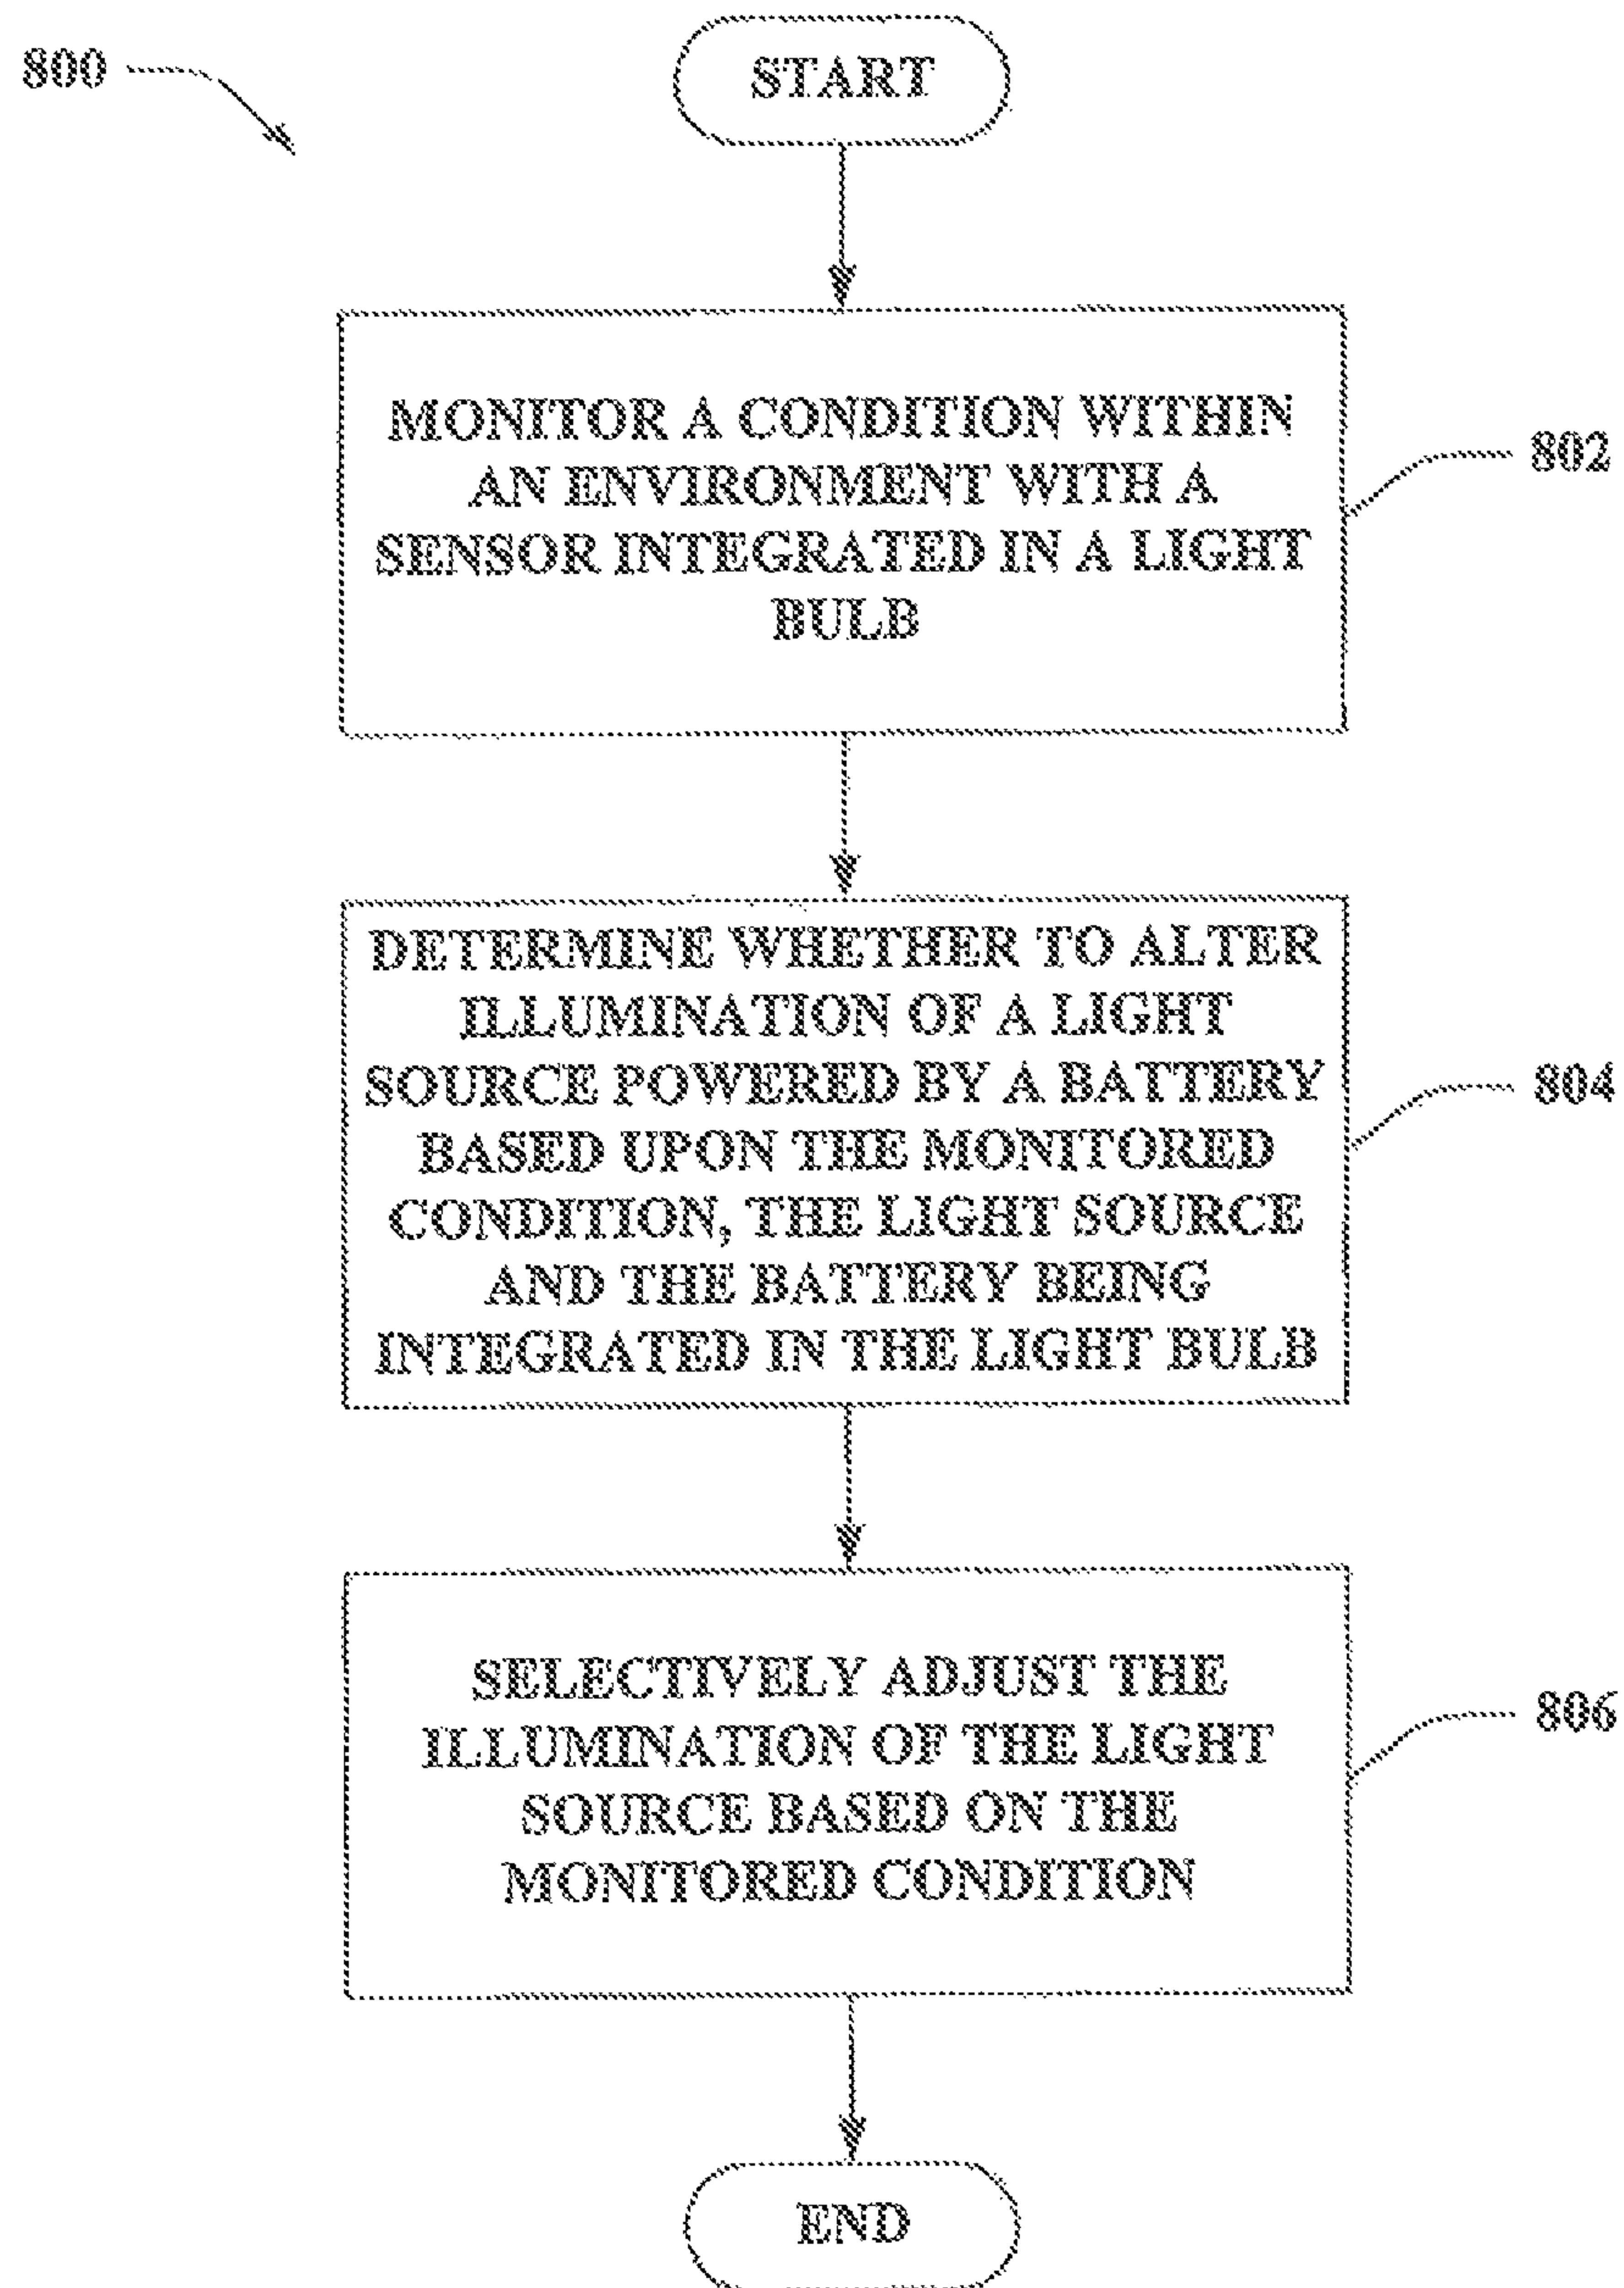 800
START
MONITOR A CONDITION WITHIN
AN ENVIRONMENT WITH A
SENSOR INTEGRATED IN A LIGHT
BULB
802
DETERMINE WHETHER TO ALTER
ILLUMINATION OF A LIGHT
SOURCE POWERED BY A BATTERY
BASED UPON THE MONITORED
CONDITION, THE LIGHT SOURCE
AND THE BATTERY BEING
INTEGRATED IN THE LIGHT BULB
804
SELECTIVELY ADJUST THE
ILLUMINATION OF THE LIGHT
SOURCE BASED ON THE
MONITORED CONDITION
806
END